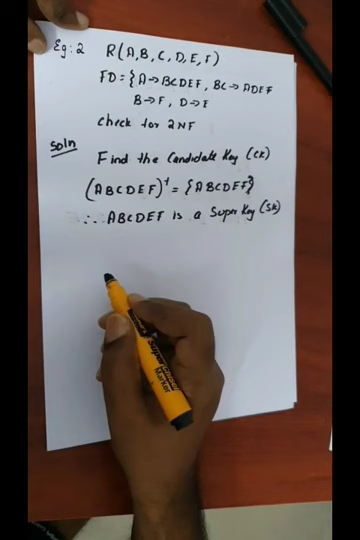 Eg: 2 R(A,B,C,D,E,F)
FD = {A→BCDEF, BC→ADEF
B→F, D→E
check for 2NF
Soln
Find the Candidate Key (CK)
(ABCDEF)⁺ = {ABCDEF}
∴ ABCDEF is a Super Key (SK)
Marker